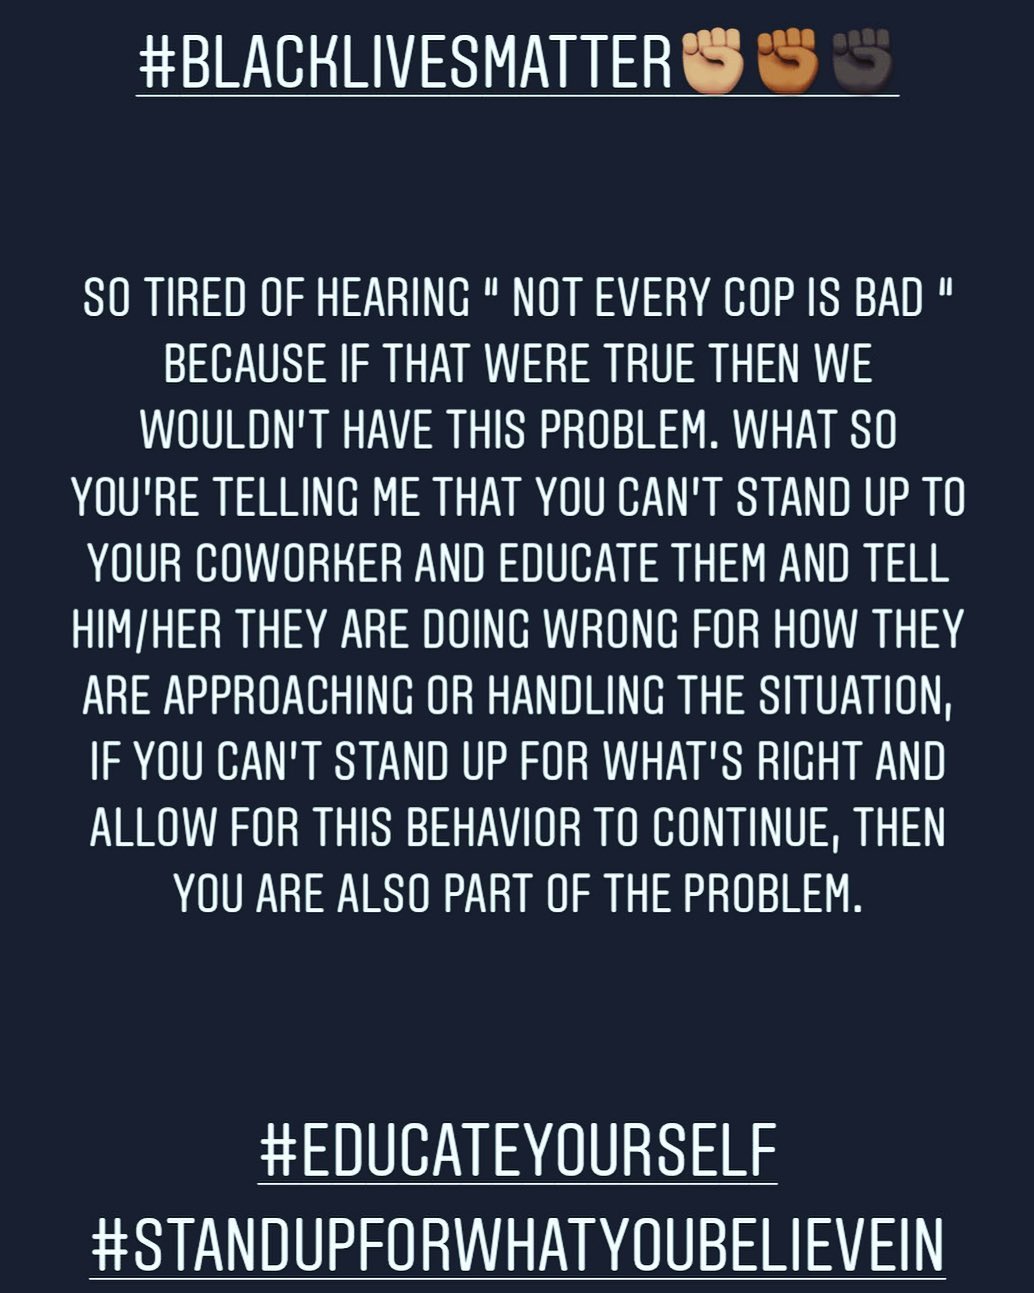 #BLACKLIVESMATTER✊🏼✊🏽✊🏿
SO TIRED OF HEARING " NOT EVERY COP IS BAD "
BECAUSE IF THAT WERE TRUE THEN WE
WOULDN'T HAVE THIS PROBLEM. WHAT SO
YOU'RE TELLING ME THAT YOU CAN'T STAND UP TO
YOUR COWORKER AND EDUCATE THEM AND TELL
HIM/HER THEY ARE DOING WRONG FOR HOW THEY
ARE APPROACHING OR HANDLING THE SITUATION,
IF YOU CAN'T STAND UP FOR WHAT'S RIGHT AND
ALLOW FOR THIS BEHAVIOR TO CONTINUE, THEN
YOU ARE ALSO PART OF THE PROBLEM.
#EDUCATEYOURSELF
#STANDUPFORWHATYOUBELIEVEIN